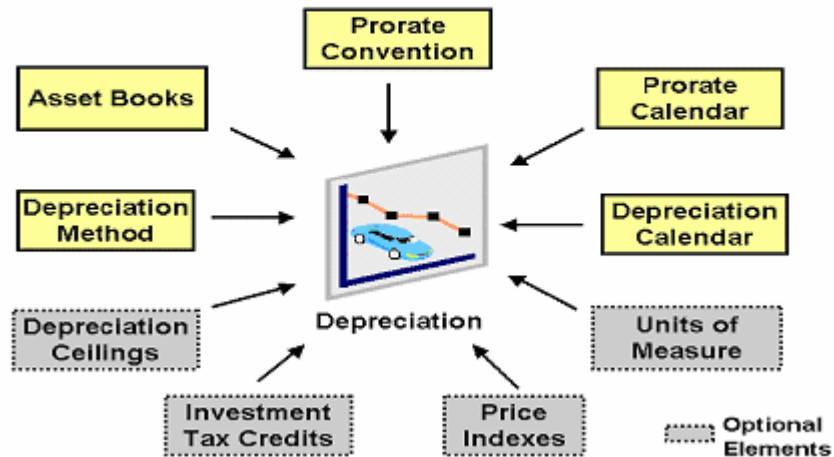 Prorate
Convention
Asset Books
Prorate
Calendar
Depreciation
Method
Depreciation
Calendar
Depreciation
Depreciation
Ceilings
Units of
Measure
Investment
Tax Credits
Price
Indexes
Optional
Elements